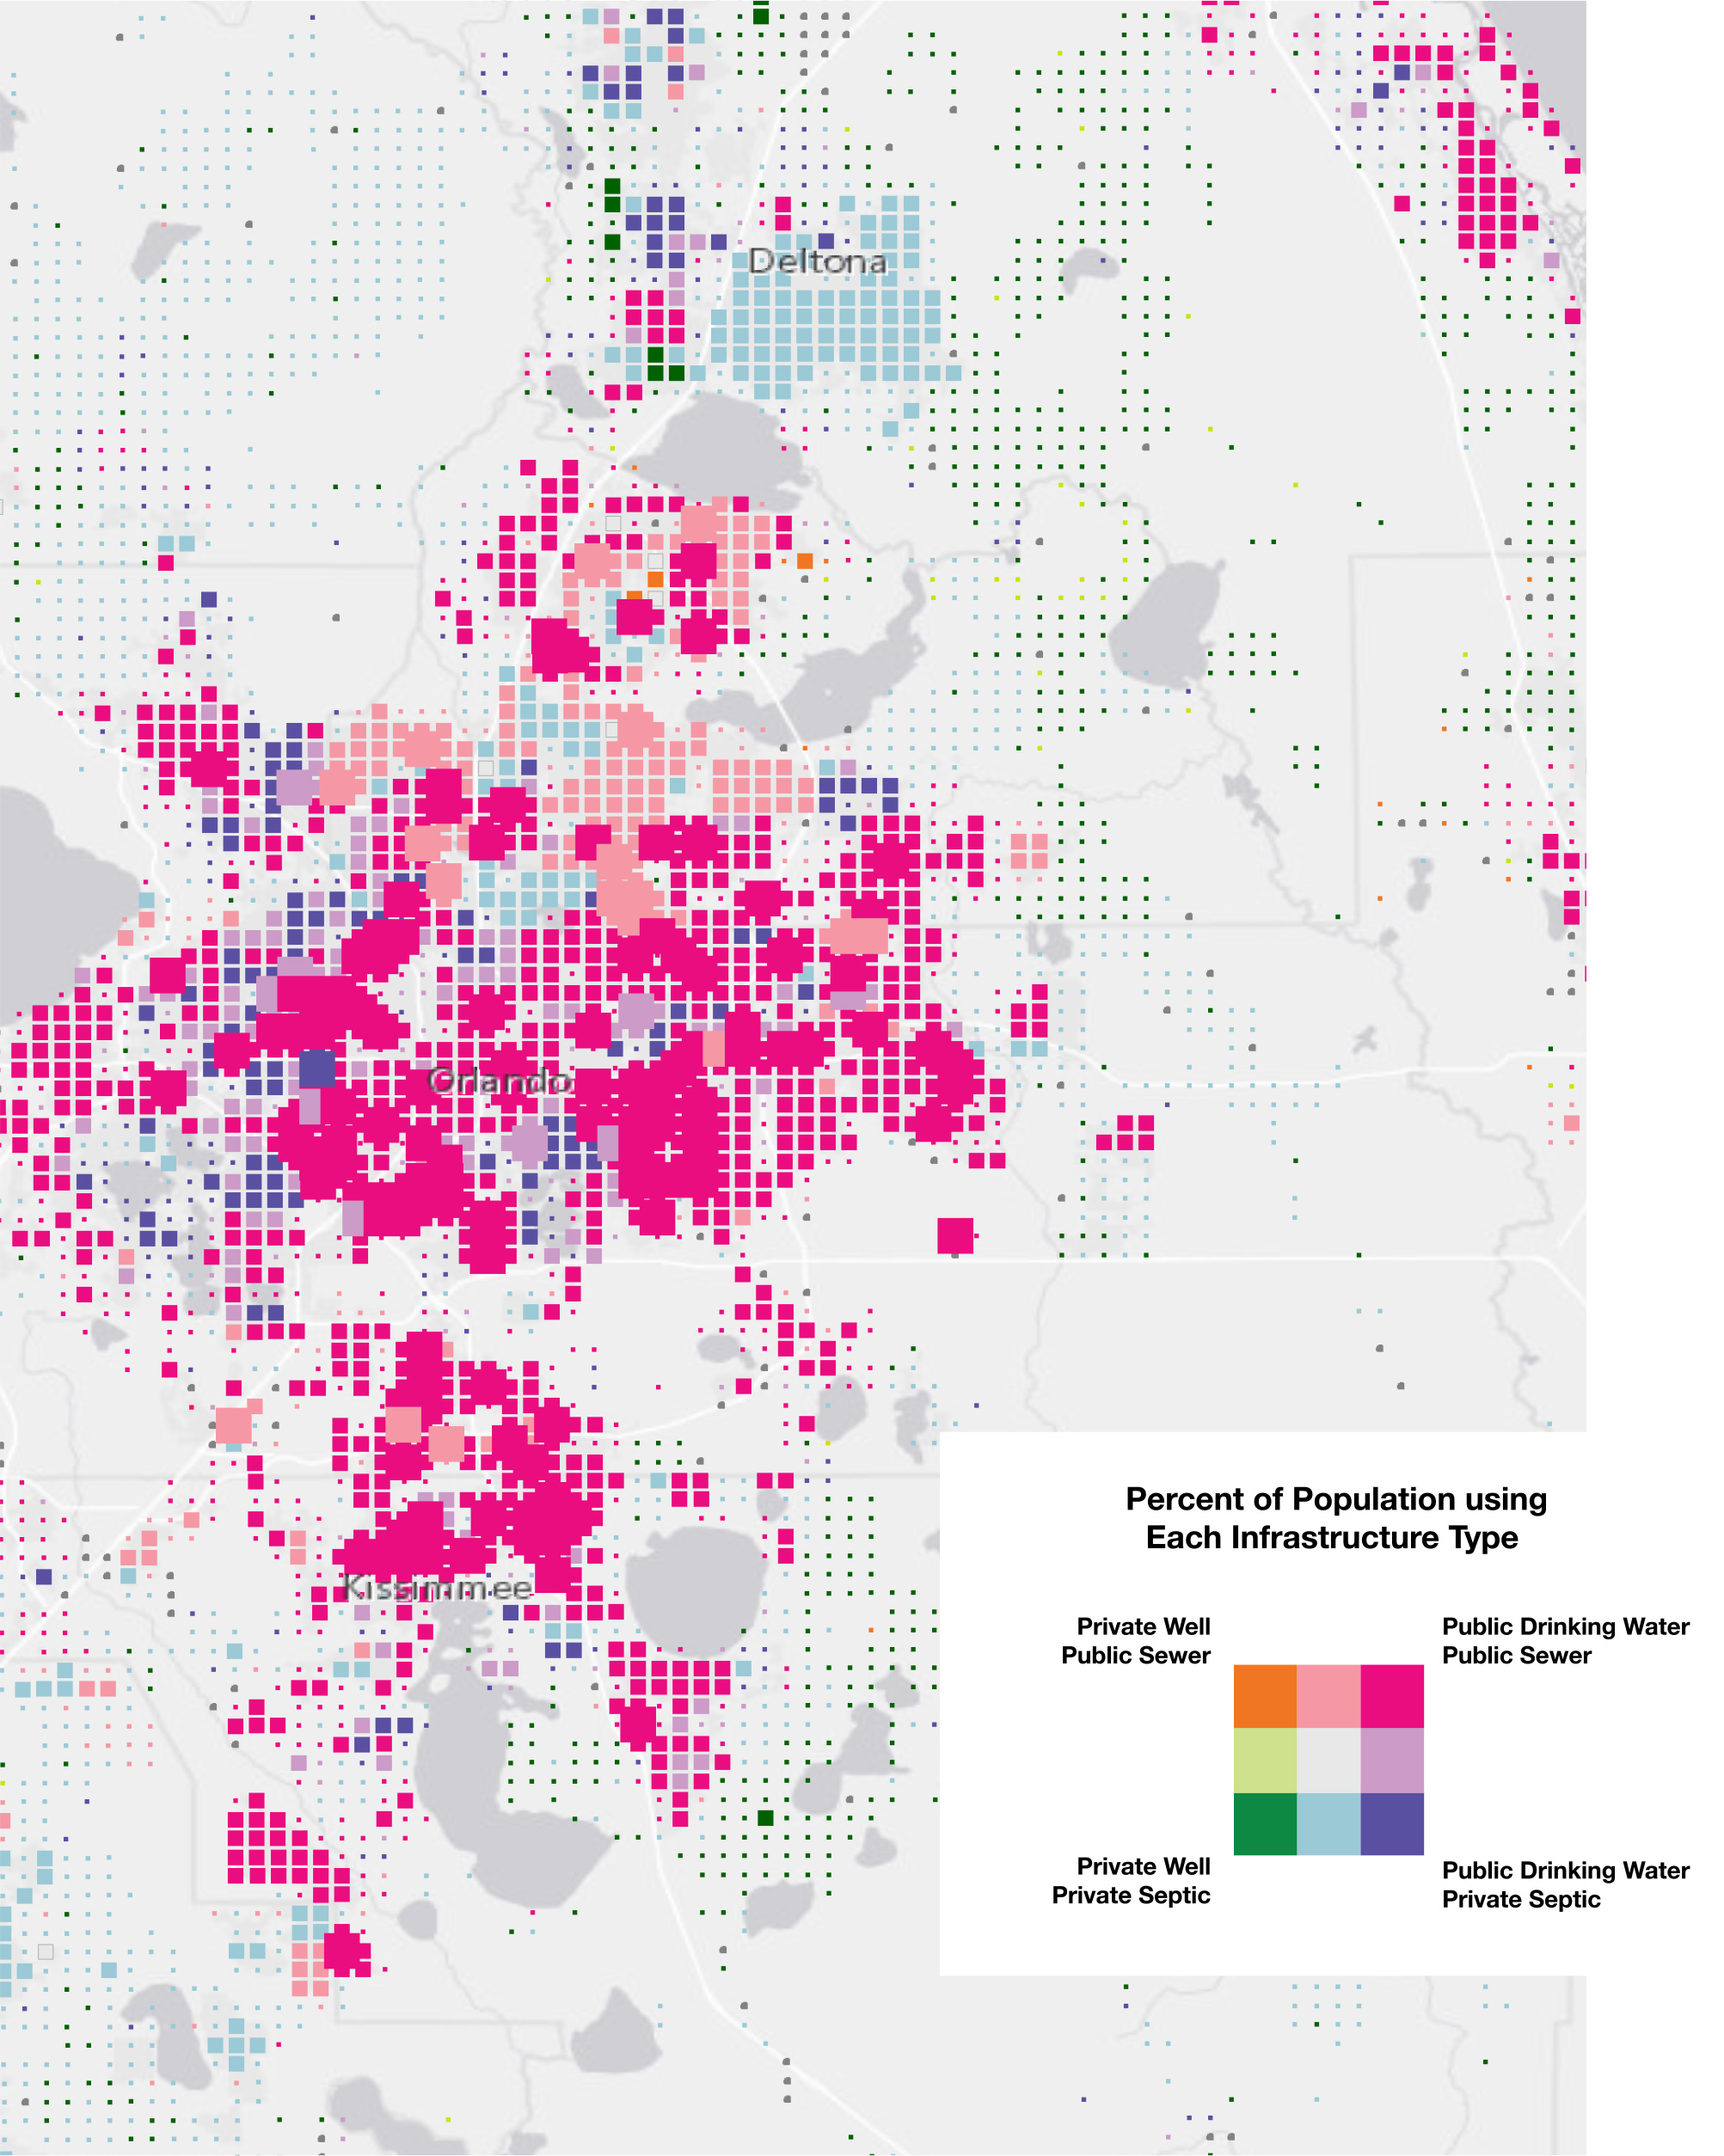 Deltona
Orlando
Kissimmee
Percent of Population using
Each Infrastructure Type
Private Well
Public Sewer
Public Drinking Water
Public Sewer
Private Well
Private Septic
Public Drinking Water
Private Septic